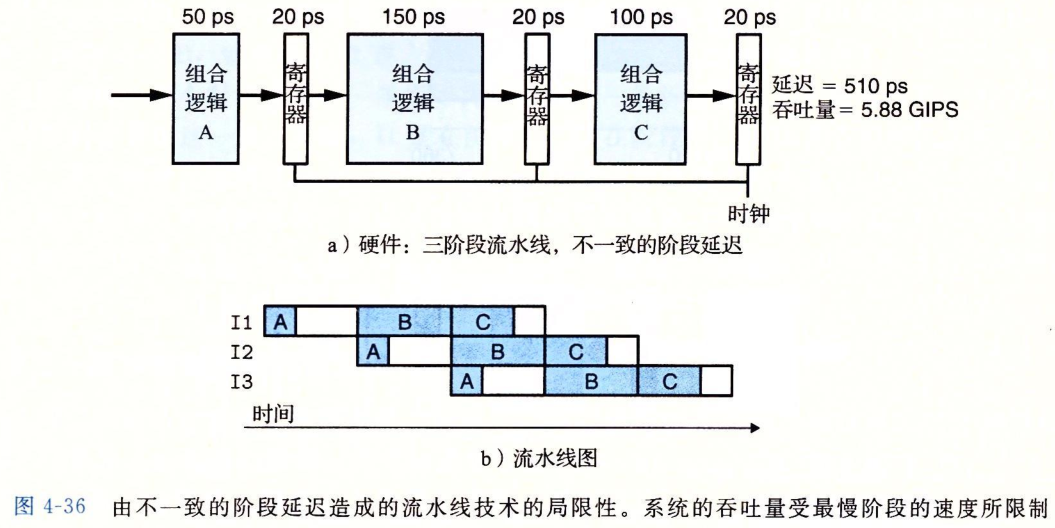 50 ps 20 ps 150 ps 20 ps 100 ps 20 ps
组合逻辑A 寄存器 组合逻辑B 寄存器 组合逻辑C 寄存器
延迟 = 510 ps
吞吐量 = 5.88 GIPS
时钟
a）硬件：三阶段流水线，不一致的阶段延迟
I1 A B C
I2 A B C
I3 A B C
时间
b）流水线图
图 4-36 由不一致的阶段延迟造成的流水线技术的局限性。系统的吞吐量受最慢阶段的速度所限制